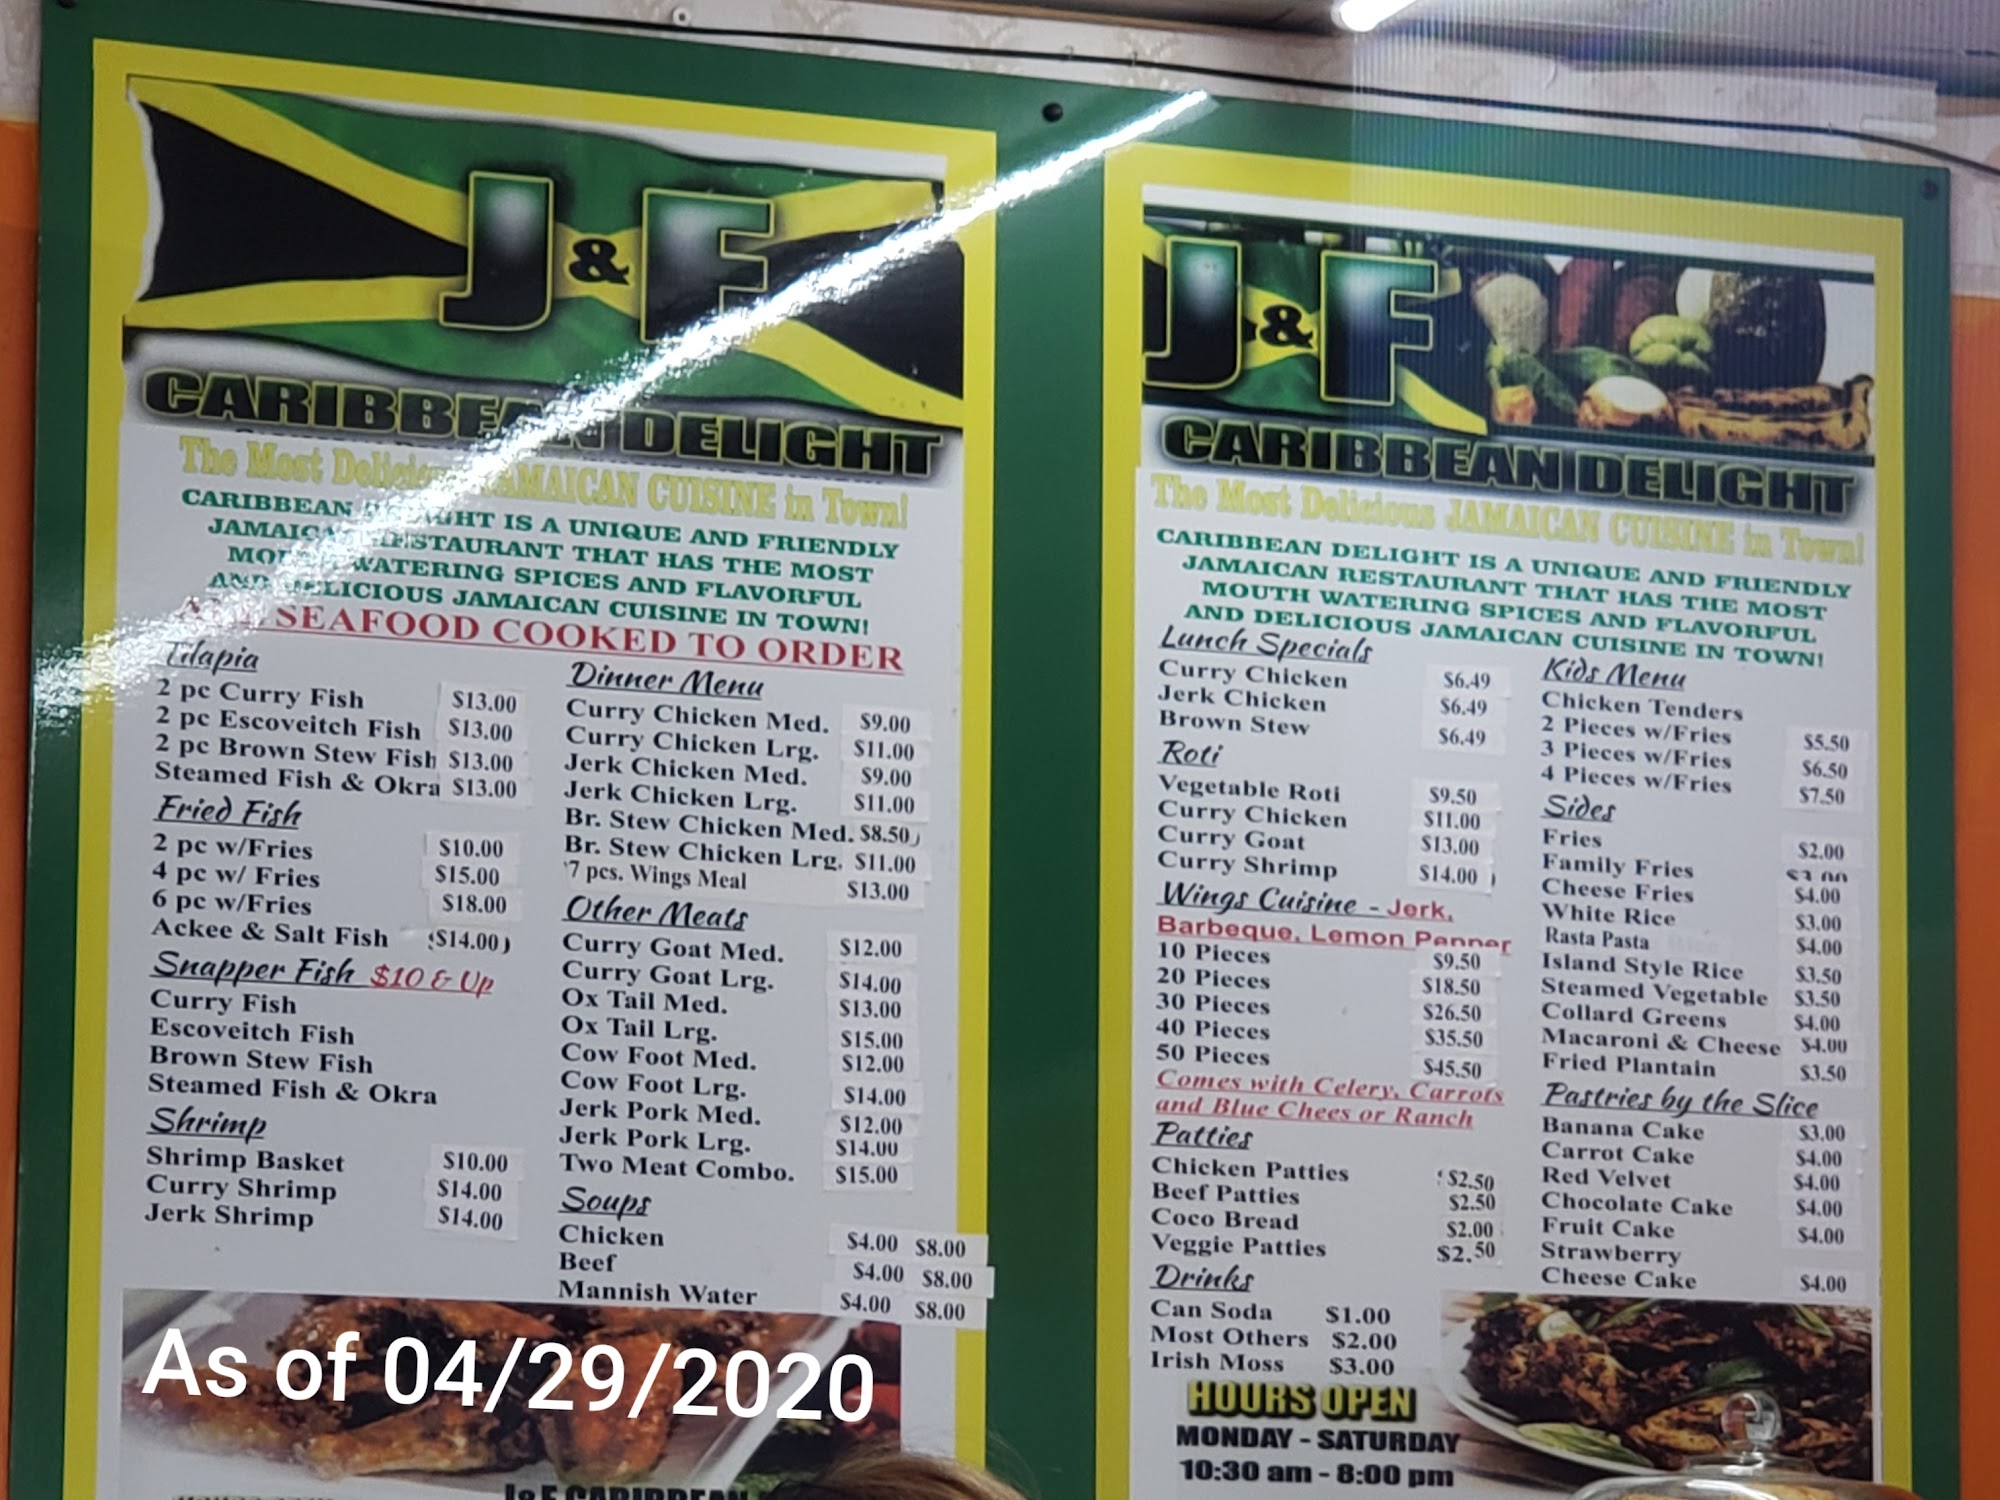 J & F
CARIBBEAN DELIGHT
The Most Delicious JAMAICAN CUISINE in Town!
CARIBBEAN DELIGHT IS A UNIQUE AND FRIENDLY
JAMAICAN RESTAURANT THAT HAS THE MOST
MOUTH WATERING SPICES AND FLAVORFUL
AND DELICIOUS JAMAICAN CUISINE IN TOWN!
SEAFOOD COOKED TO ORDER
Tilapia
2 pc Curry Fish $13.00
2 pc Escoveitch Fish $13.00
2 pc Brown Stew Fish $13.00
Steamed Fish & Okra $13.00
Fried Fish
2 pc w/Fries $10.00
4 pc w/ Fries $15.00
6 pc w/Fries $18.00
Ackee & Salt Fish $14.00
Snapper Fish $10 & Up
Curry Fish
Escoveitch Fish
Brown Stew Fish
Steamed Fish & Okra
Shrimp
Shrimp Basket $10.00
Curry Shrimp $14.00
Jerk Shrimp $14.00
Dinner Menu
Curry Chicken Med. $9.00
Curry Chicken Lrg. $11.00
Jerk Chicken Med. $9.00
Jerk Chicken Lrg. $11.00
Br. Stew Chicken Med. $8.50
Br. Stew Chicken Lrg. $11.00
7 pcs. Wings Meal $13.00
Other Meats
Curry Goat Med. $12.00
Curry Goat Lrg. $14.00
Ox Tail Med. $13.00
Ox Tail Lrg. $15.00
Cow Foot Med. $12.00
Cow Foot Lrg. $14.00
Jerk Pork Med. $12.00
Jerk Pork Lrg. $14.00
Two Meat Combo. $15.00
Soups
Chicken $4.00 $8.00
Beef $4.00 $8.00
Mannish Water $4.00 $8.00
As of 04/29/2020
J&F CARIBBEAN
J & F
CARIBBEAN DELIGHT
The Most Delicious JAMAICAN CUISINE in Town!
CARIBBEAN DELIGHT IS A UNIQUE AND FRIENDLY
JAMAICAN RESTAURANT THAT HAS THE MOST
MOUTH WATERING SPICES AND FLAVORFUL
AND DELICIOUS JAMAICAN CUISINE IN TOWN!
Lunch Specials
Curry Chicken $6.49
Jerk Chicken $6.49
Brown Stew $6.49
Roti
Vegetable Roti $9.50
Curry Chicken $11.00
Curry Goat $13.00
Curry Shrimp $14.00
Wings Cuisine - Jerk,
Barbeque, Lemon Pepper
10 Pieces $9.50
20 Pieces $18.50
30 Pieces $26.50
40 Pieces $35.50
50 Pieces $45.50
Comes with Celery, Carrots
and Blue Chees or Ranch
Patties
Chicken Patties $2.50
Beef Patties $2.50
Coco Bread $2.00
Veggie Patties $2.50
Drinks
Can Soda $1.00
Most Others $2.00
Irish Moss $3.00
HOURS OPEN
MONDAY - SATURDAY
10:30 am - 8:00 pm
Kids Menu
Chicken Tenders
2 Pieces w/Fries $5.50
3 Pieces w/Fries $6.50
4 Pieces w/Fries $7.50
Sides
Fries $2.00
Family Fries $3.00
Cheese Fries $4.00
White Rice $3.00
Rasta Pasta $4.00
Island Style Rice $3.50
Steamed Vegetable $3.50
Collard Greens $4.00
Macaroni & Cheese $4.00
Fried Plantain $3.50
Pastries by the Slice
Banana Cake $3.00
Carrot Cake $4.00
Red Velvet $4.00
Chocolate Cake $4.00
Fruit Cake $4.00
Strawberry
Cheese Cake $4.00